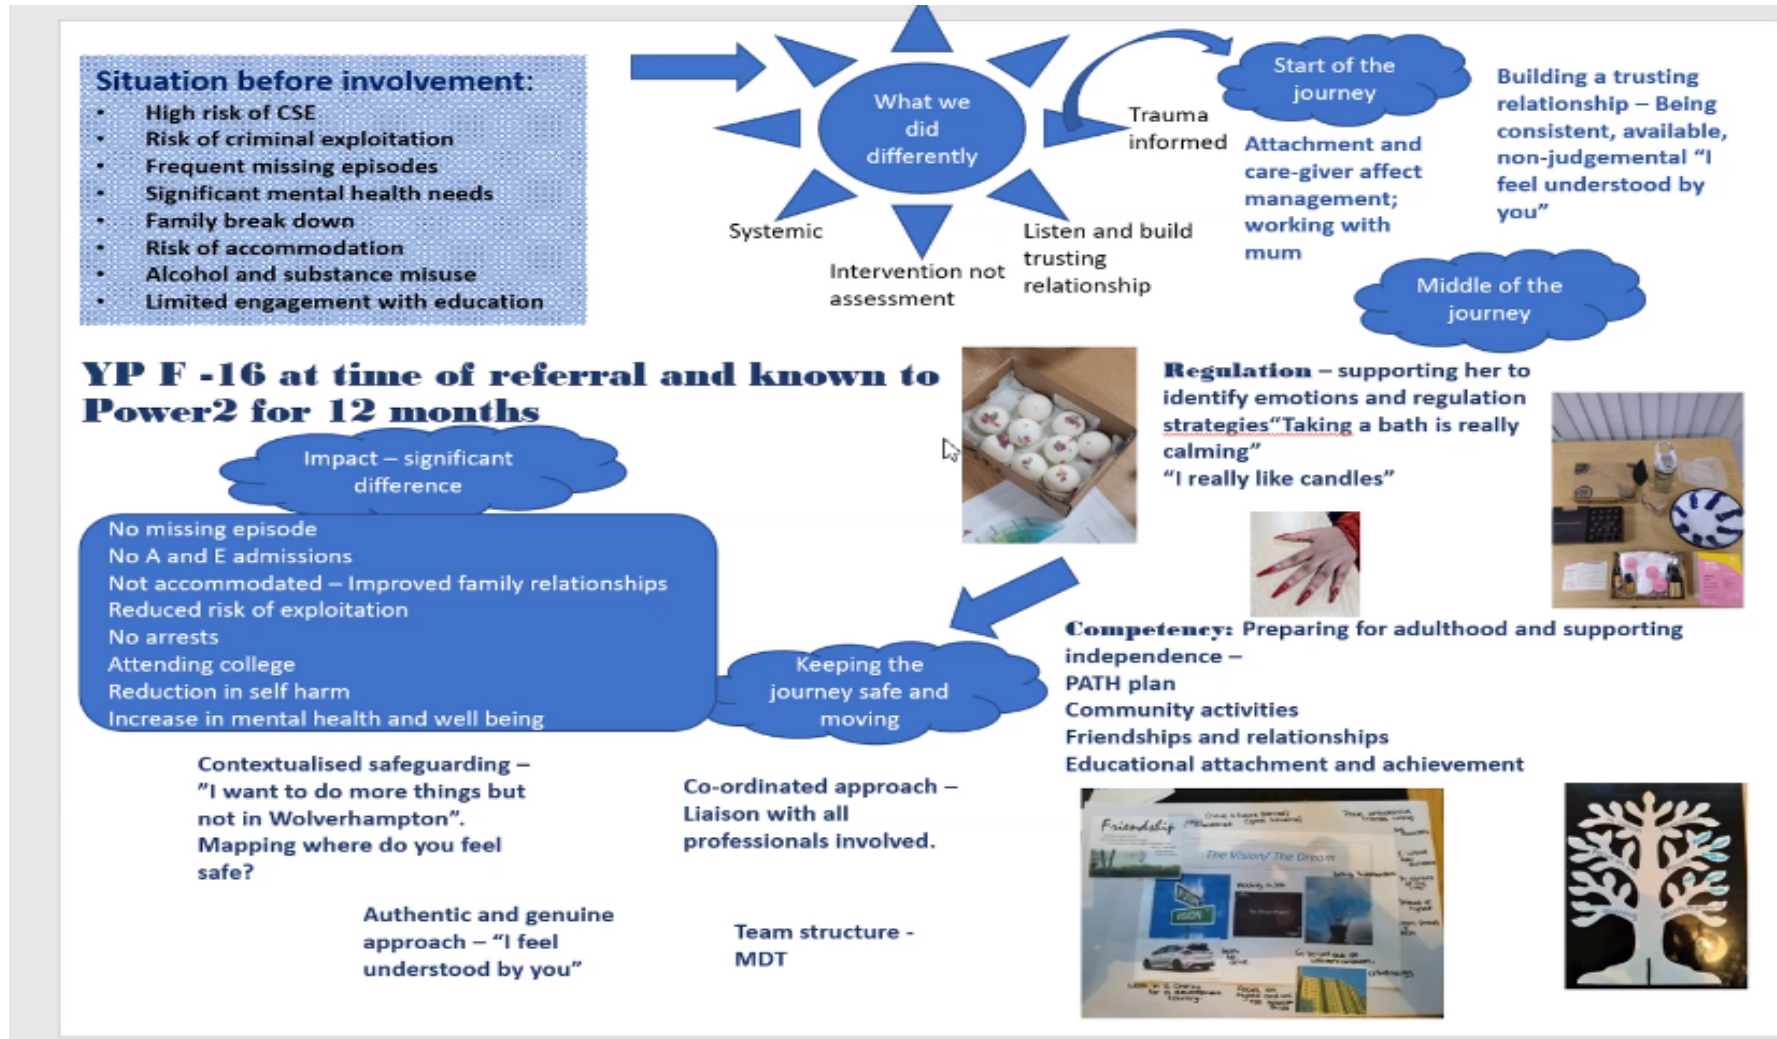 Situation before involvement:
• High risk of CSE
• Risk of criminal exploitation
• Frequent missing episodes
• Significant mental health needs
• Family break down
• Risk of accommodation
• Alcohol and substance misuse
• Limited engagement with education
What we
did
differently
Trauma
informed
Listen and build
trusting
relationship
Intervention not
assessment
Systemic
Start of the
journey
Attachment and
care-giver affect
management;
working with
mum
Building a trusting
relationship – Being
consistent, available,
non-judgemental “I
feel understood by
you”
Middle of the
journey
YP F -16 at time of referral and known to
Power2 for 12 months
Regulation – supporting her to
identify emotions and regulation
strategies“Taking a bath is really
calming”
“I really like candles”
Competency: Preparing for adulthood and supporting
independence –
PATH plan
Community activities
Friendships and relationships
Educational attachment and achievement
Friendship
The Vision/ The Dream
Keeping the
journey safe and
moving
Co-ordinated approach –
Liaison with all
professionals involved.
Team structure -
MDT
Impact – significant
difference
No missing episode
No A and E admissions
Not accommodated – Improved family relationships
Reduced risk of exploitation
No arrests
Attending college
Reduction in self harm
Increase in mental health and well being
Contextualised safeguarding –
”I want to do more things but
not in Wolverhampton”.
Mapping where do you feel
safe?
Authentic and genuine
approach – “I feel
understood by you”